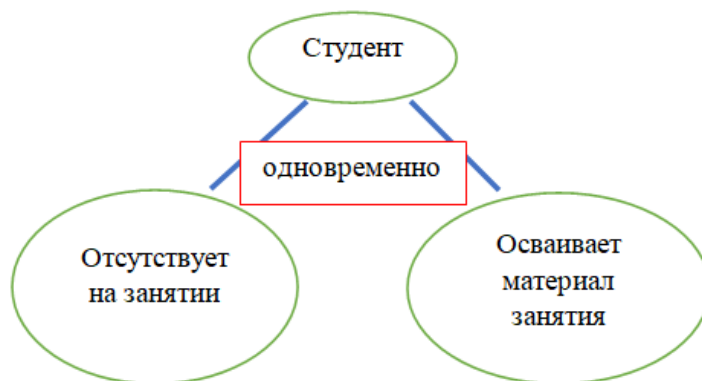 Студент
одновременно
Отсутствует
на занятии
Осваивает
материал
занятия